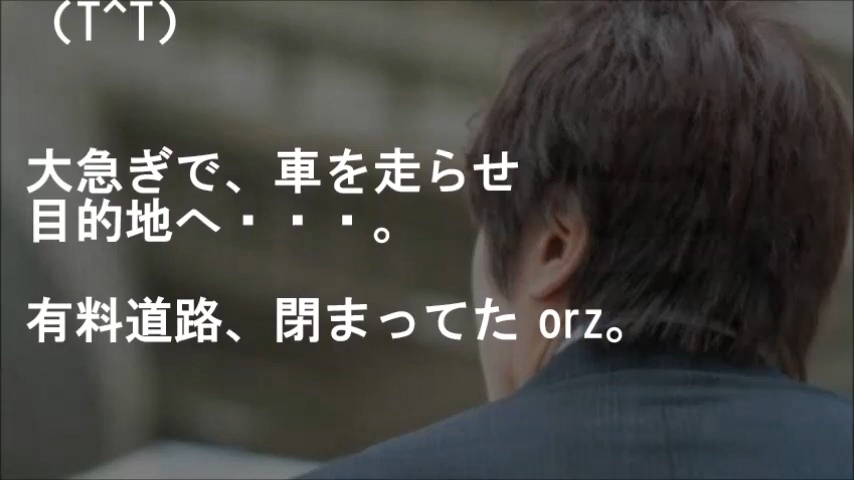 (T^T)
大急ぎで、車を走らせ
目的地へ・・・。
有料道路、閉まってた orz。